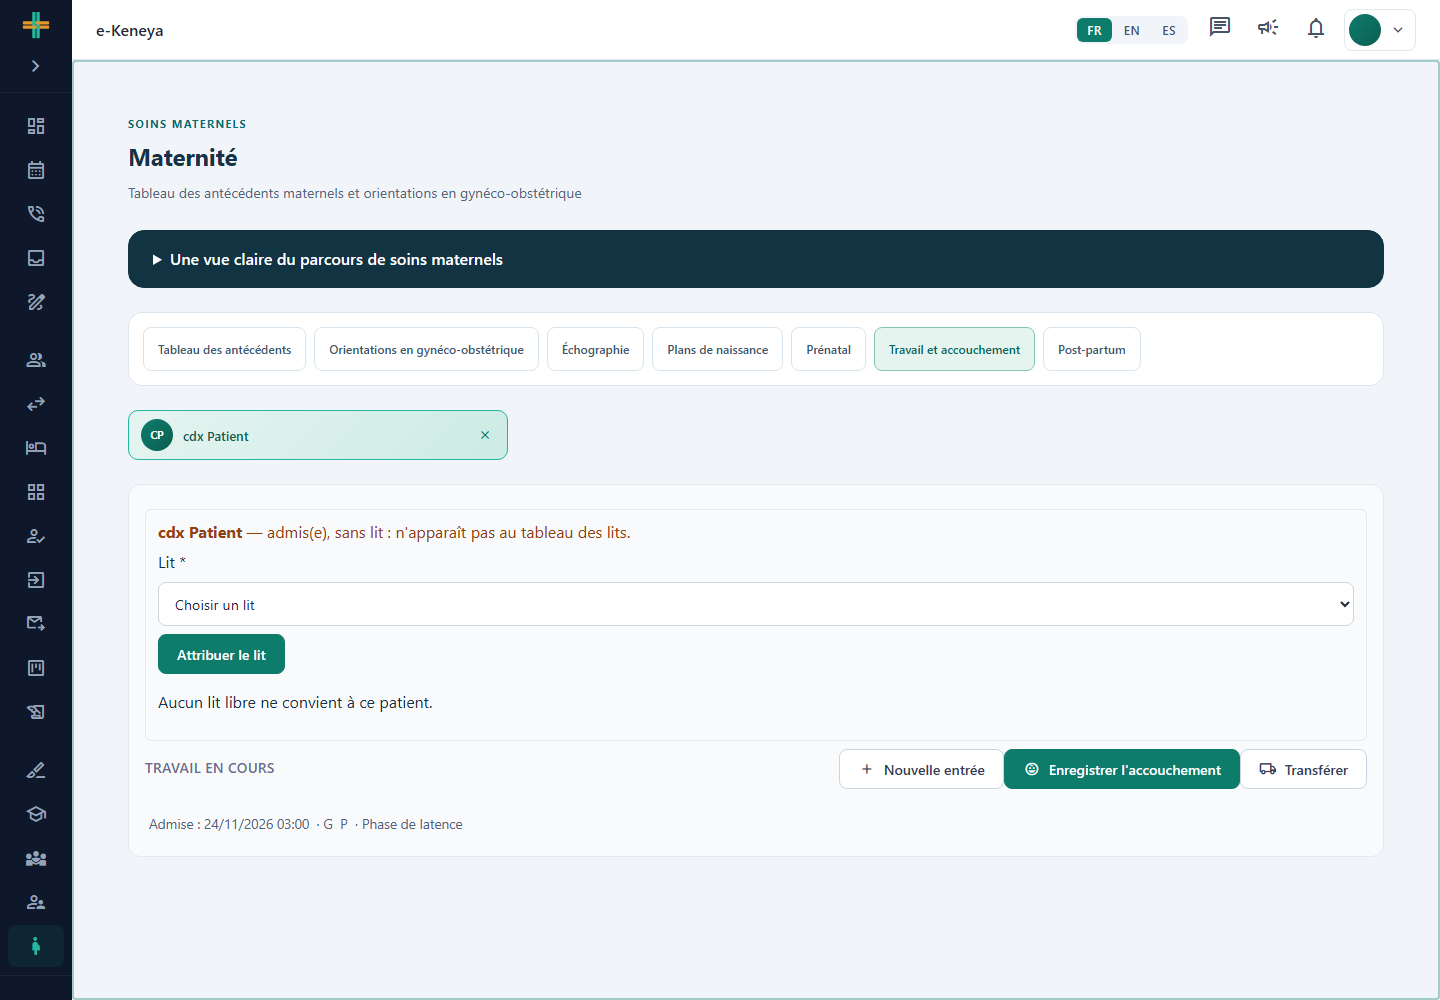 e-Keneya
FR EN ES
SOINS MATERNELS
Maternité
Tableau des antécédents maternels et orientations en gynéco-obstétrique
Une vue claire du parcours de soins maternels
Tableau des antécédents
Orientations en gynéco-obstétrique
Échographie
Plans de naissance
Prénatal
Travail et accouchement
Post-partum
CP cdx Patient ×
cdx Patient — admis(e), sans lit : n'apparaît pas au tableau des lits.
Lit *
Choisir un lit
Attribuer le lit
Aucun lit libre ne convient à ce patient.
TRAVAIL EN COURS
+ Nouvelle entrée
Enregistrer l'accouchement
Transférer
Admise : 24/11/2026 03:00 · G P · Phase de latence